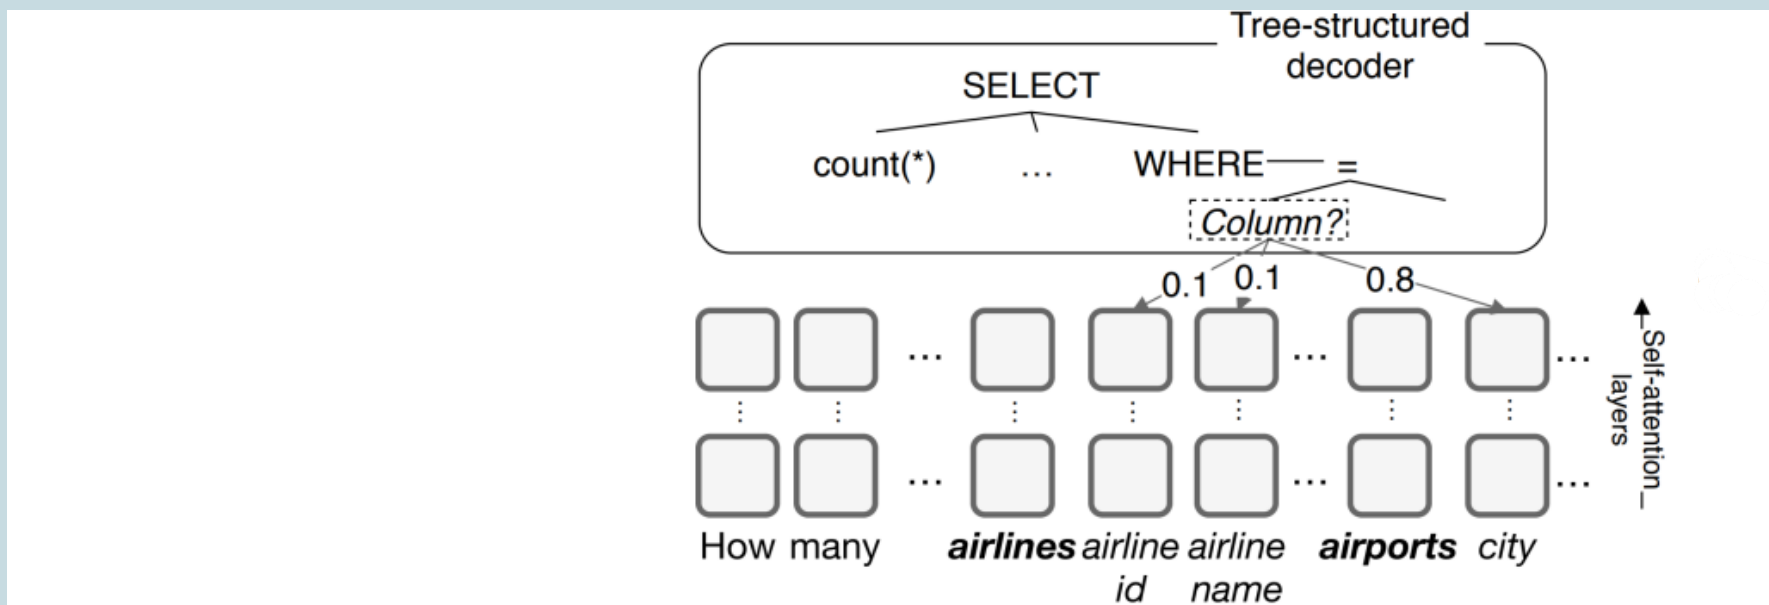 Tree-structured
decoder
SELECT
count(*) ... WHERE =
Column?
0.1 0.1 0.8
... ... ...
Self-attention
layers
... ... ...
How many airlines airline airline airports city
id name